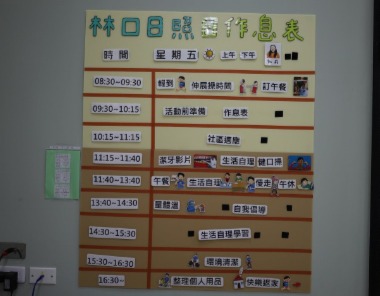 林口日照 作息表
時間 星期五 上午 下午
08:30~09:30 報到 伸展操時間 訂午餐
09:30~10:15 活動前準備 作息表
10:15~11:15 社區適應
11:15~11:40 潔牙影片 生活自理 健口操
11:40~13:40 午餐 生活自理 慢走 午休
13:40~14:30 量體溫 自我倡導
14:30~15:30 生活自理學習
15:30~16:30 環境清潔
16:30~ 整理個人用品 快樂返家